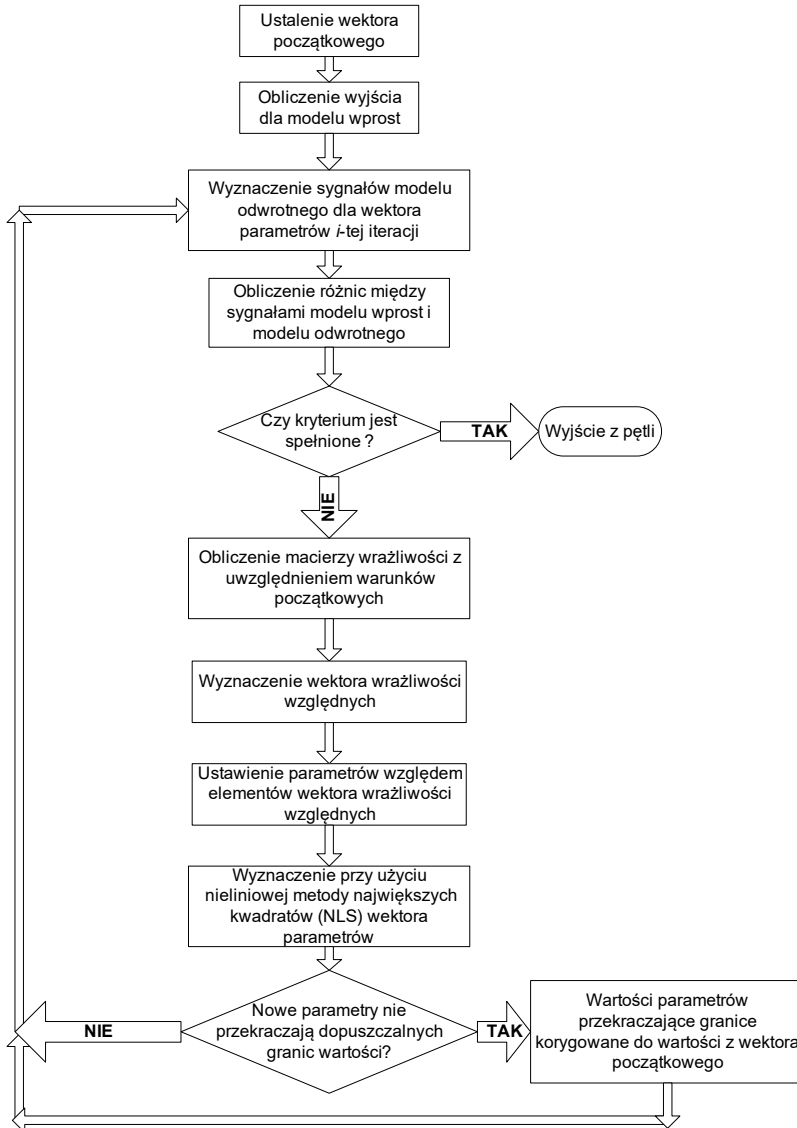 Ustalenie wektora
początkowego
Obliczenie wyjścia
dla modelu wprost
Wyznaczenie sygnałów modelu
odwrotnego dla wektora
parametrów i-tej iteracji
Obliczenie różnic między
sygnałami modelu wprost i
modelu odwrotnego
Czy kryterium jest
spełnione ?
TAK
Wyjście z pętli
NIE
Obliczenie macierzy wrażliwości z
uwzględnieniem warunków
początkowych
Wyznaczenie wektora wrażliwości
względnych
Ustawienie parametrów względem
elementów wektora wrażliwości
względnych
Wyznaczenie przy użyciu
nieliniowej metody największych
kwadratów (NLS) wektora
parametrów
Nowe parametry nie
przekraczają dopuszczalnych
granic wartości?
NIE
TAK
Wartości parametrów
przekraczające granice
korygowane do wartości z wektora
początkowego